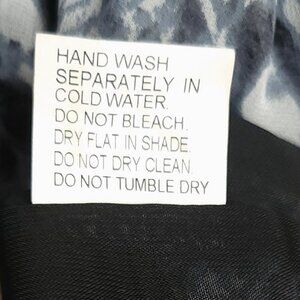 HAND WASH
SEPARATELY IN
COLD WATER.
DO NOT BLEACH.
DRY FLAT IN SHADE.
DO NOT DRY CLEAN.
DO NOT TUMBLE DRY